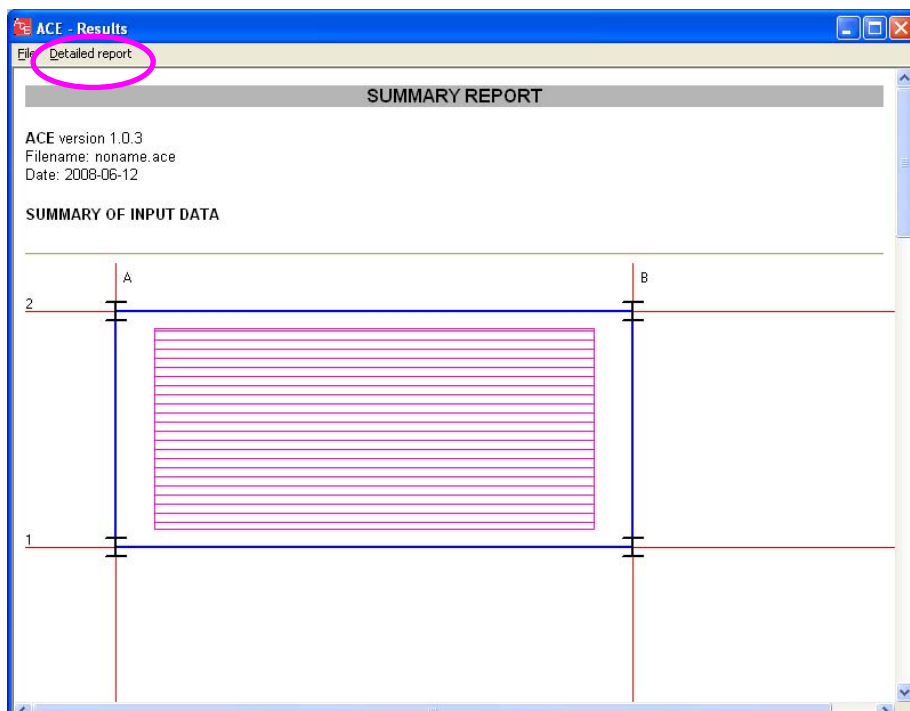 ACE - Results
File Detailed report
SUMMARY REPORT
ACE version 1.0.3
Filename: noname.ace
Date: 2008-06-12
SUMMARY OF INPUT DATA
A B
2
1